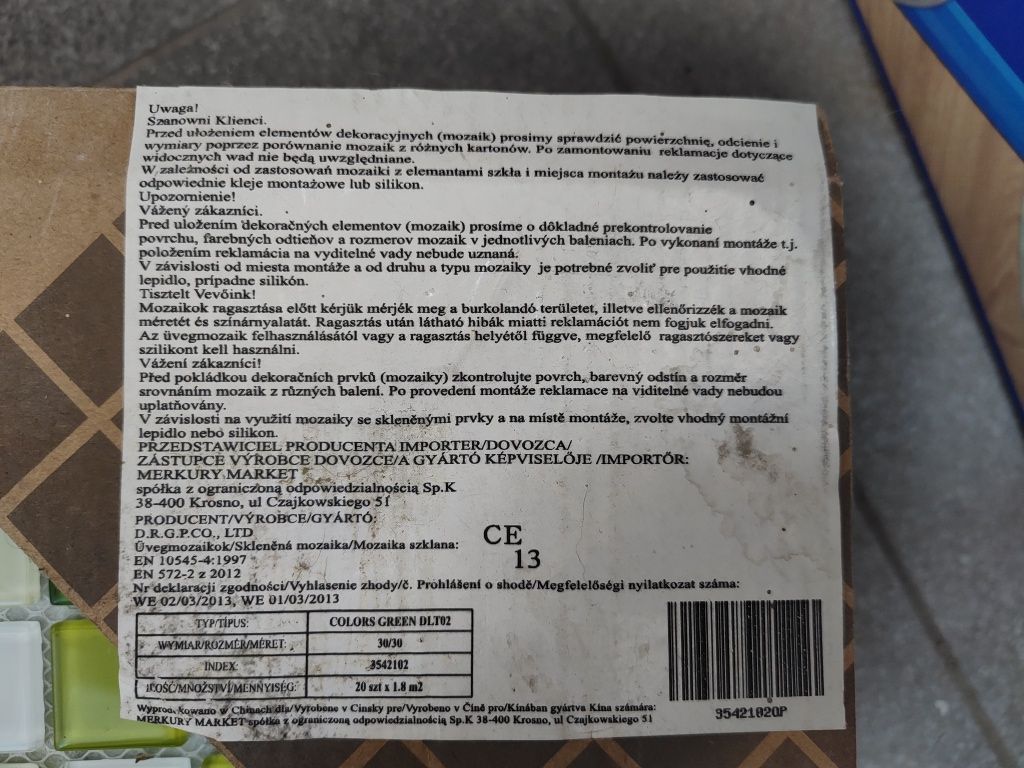 Uwaga!
Szanowni Klienci.
Przed ułożeniem elementów dekoracyjnych (mozaik) prosimy sprawdzić powierzchnię, odcienie i
wymiary poprzez porównanie mozaik z różnych kartonów. Po zamontowaniu reklamacje dotyczące
widocznych wad nie będą uwzględniane.
W zależności od zastosowań mozaiki z elemantami szkła i miejsca montażu należy zastosować
odpowiednie kleje montażowe lub silikon.
Upozornienie!
Vážený zákazníci.
Pred uložením dekoračných elementov (mozaik) prosíme o dôkladné prekontrolovanie
povrchu, farebných odtieňov a rozmerov mozaik v jednotlivých baleniach. Po vykonaní montáže t.j.
položením reklamácia na vyditelné vady nebude uznaná.
V závislosti od miesta montáže a od druhu a typu mozaiky je potrebné zvoliť pre použitie vhodné
lepidlo, prípadne silikón.
Tisztelt Vevőink!
Mozaikok ragasztása előtt kérjük mérjék meg a burkolandó területet, illetve ellenőrizzék a mozaik
méretét és színárnyalatát. Ragasztás után látható hibák miatti reklamációt nem fogjuk elfogadni.
Az üvegmozaik felhasználásától vagy a ragasztás helyétől függve, megfelelő ragasztószereket vagy
szilikont kell használni.
Vážení zákazníci!
Před pokládkou dekoračních prvků (mozaiky) zkontrolujte povrch, barevný odstín a rozměr
srovnáním mozaik z různých balení. Po provedení montáže reklamace na viditelné vady nebudou
uplatňovány.
V závislosti na využití mozaiky se skleněnými prvky a na místě montáže, zvolte vhodný montážní
lepidlo nebo silikon.
PRZEDSTAWICIEL PRODUCENTA IMPORTER/DOVOZCA/
ZÁSTUPCE VÝROBCE DOVOZCE/A GYÁRTÓ KÉPVISELŐJE /IMPORTŐR:
MERKURY MARKET
spółka z ograniczoną odpowiedzialnością Sp.K
38-400 Krosno, ul Czajkowskiego 51
PRODUCENT/VÝROBCE/GYÁRTÓ:
D.R.G.P.CO., LTD
Üvegmozaikok/Skleněná mozaika/Mozaika szklana:
EN 10545-4:1997
EN 572-2 z 2012
CE
13
Nr deklaracji zgodności/Vyhlasenie zhody/č. Prohlášení o shodě/Megfelelőségi nyilatkozat száma:
WE 02/03/2013, WE 01/03/2013
TYP/TÍPUS: COLORS GREEN DLT02
WYMIAR/ROZMĚR/MÉRET: 30/30
INDEX: 3542102
ILOŚĆ/MNOŽSTVÍ/MENNYISÉG: 20 szt x 1.8 m2
Wyprodukowano w Chinach dla/Vyrobene v Cinsky pre/Vyrobeno v Číně pro/Kínában gyártva Kína számára:
MERKURY MARKET spółka z ograniczoną odpowiedzialnością Sp.K 38-400 Krosno, ul Czajkowskiego 51
35421020P